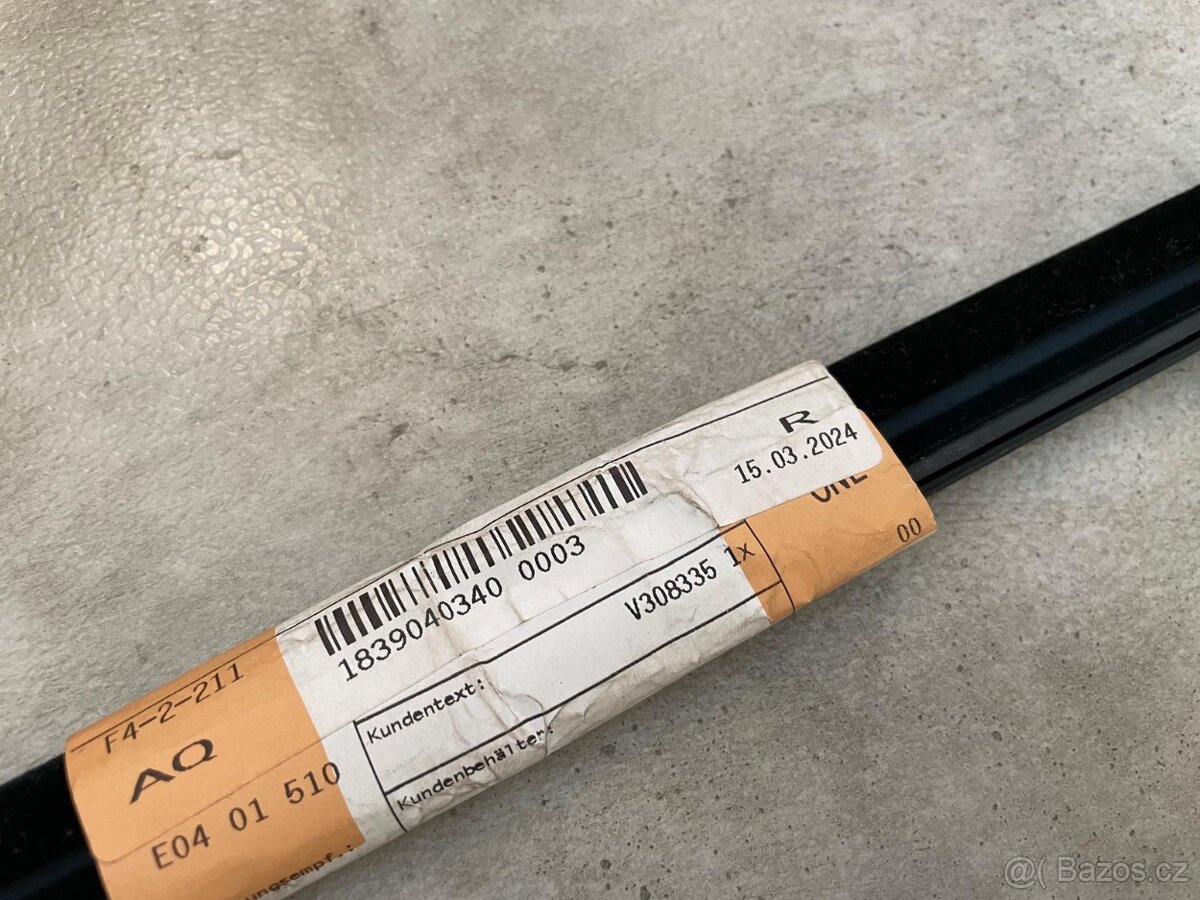 R
15.03.2024
00
1839040340 0003
V308335 1x
Kundentext:
Kundenbehälter:
F4-2-211
AQ
E04 01 510
@( Bazos.cz